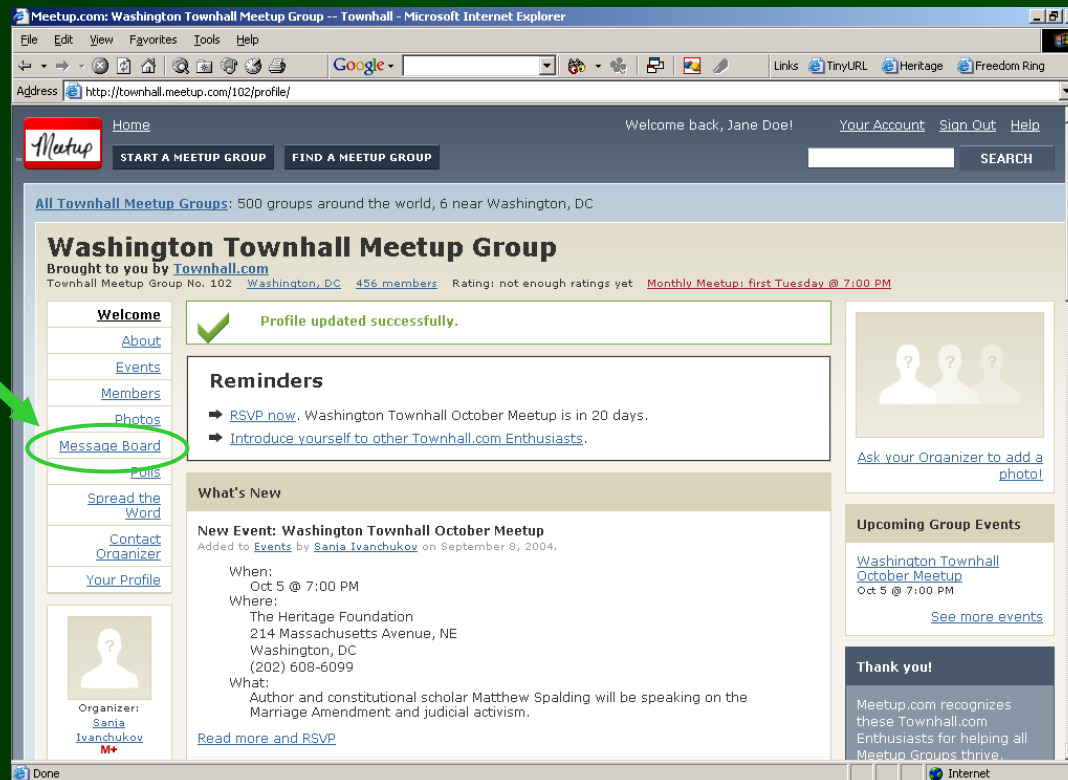 Meetup.com: Washington Townhall Meetup Group -- Townhall - Microsoft Internet Explorer
File Edit View Favorites Tools Help
Google
Links TinyURL Heritage Freedom Ring
Address http://townhall.meetup.com/102/profile/
Meetup
Home
Welcome back, Jane Doe! Your Account Sign Out Help
START A MEETUP GROUP FIND A MEETUP GROUP
SEARCH
All Townhall Meetup Groups: 500 groups around the world, 6 near Washington, DC
Washington Townhall Meetup Group
Brought to you by Townhall.com
Townhall Meetup Group No. 102 Washington, DC 456 members Rating: not enough ratings yet Monthly Meetup: first Tuesday @ 7:00 PM
Welcome
About
Events
Members
Photos
Message Board
Polls
Spread the
Word
Contact
Organizer
Your Profile
?
Organizer:
Sanja
Ivanchukov
M+
Profile updated successfully.
Reminders
RSVP now. Washington Townhall October Meetup is in 20 days.
Introduce yourself to other Townhall.com Enthusiasts.
What's New
New Event: Washington Townhall October Meetup
Added to Events by Sanja Ivanchukov on September 8, 2004.
When:
Oct 5 @ 7:00 PM
Where:
The Heritage Foundation
214 Massachusetts Avenue, NE
Washington, DC
(202) 608-6099
What:
Author and constitutional scholar Matthew Spalding will be speaking on the
Marriage Amendment and judicial activism.
Read more and RSVP
? ? ?
Ask your Organizer to add a
photo!
Upcoming Group Events
Washington Townhall
October Meetup
Oct 5 @ 7:00 PM
See more events
Thank you!
Meetup.com recognizes
these Townhall.com
Enthusiasts for helping all
Meetup Groups thrive.
Done Internet